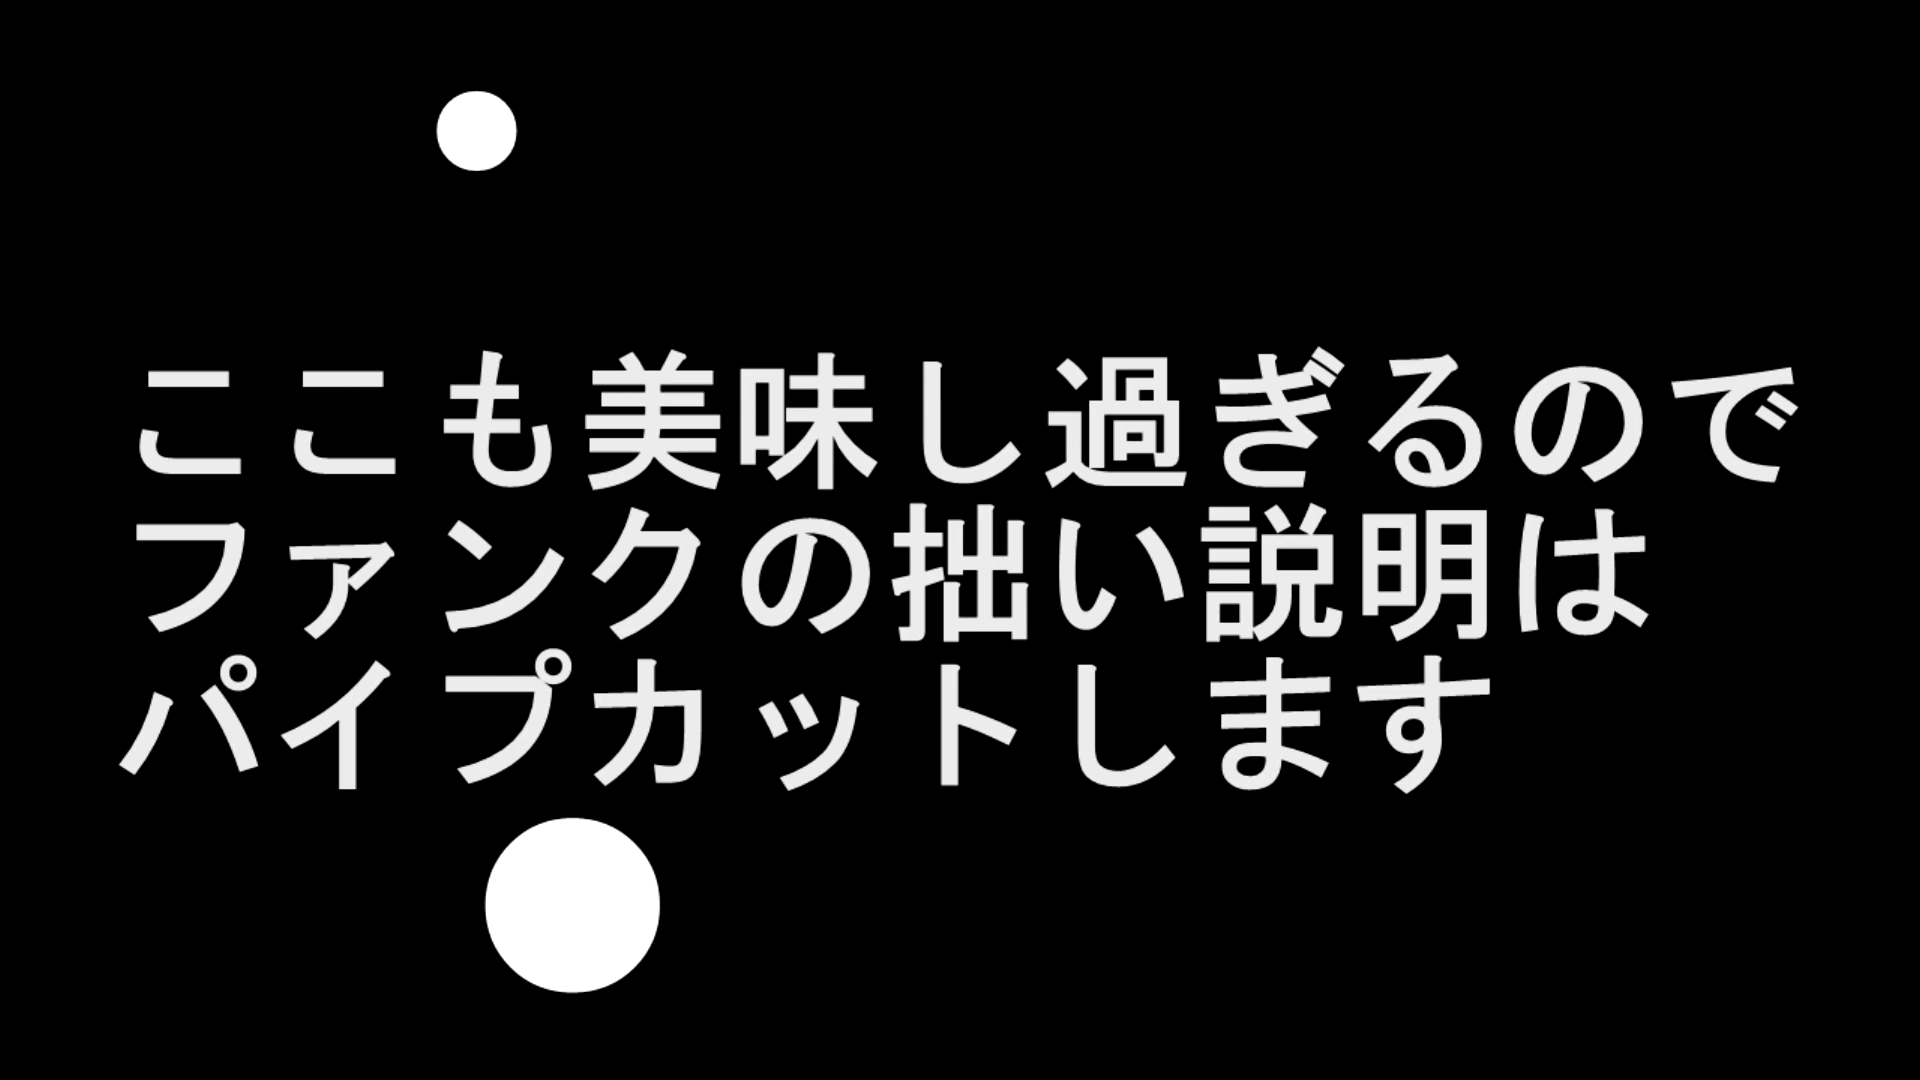 ここも美味し過ぎるので
ファンクの拙い説明は
パイプカットします